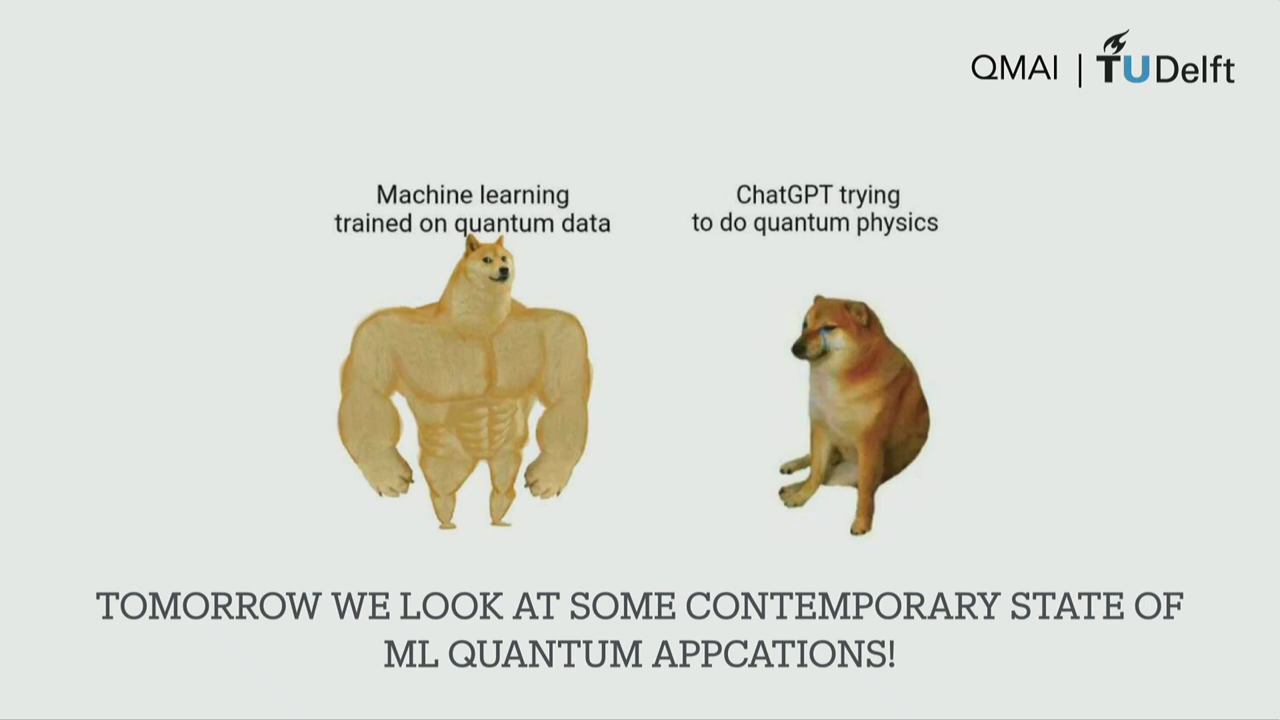 QMAI | TUDelft
Machine learning
trained on quantum data
ChatGPT trying
to do quantum physics
TOMORROW WE LOOK AT SOME CONTEMPORARY STATE OF
ML QUANTUM APPCATIONS!